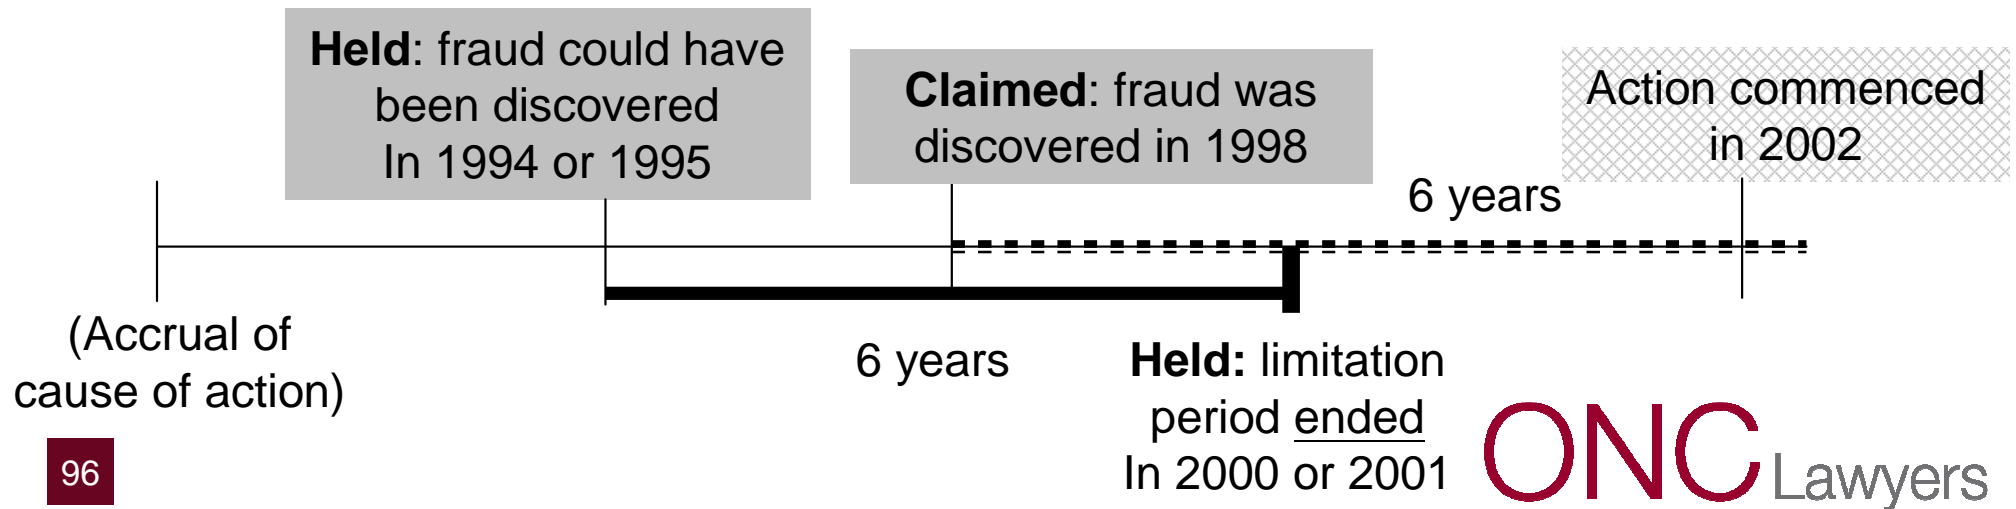 Held: fraud could have
been discovered
In 1994 or 1995
Claimed: fraud was
discovered in 1998
Action commenced
in 2002
6 years
(Accrual of
cause of action)
6 years
Held: limitation
period ended
In 2000 or 2001
96
ONC Lawyers